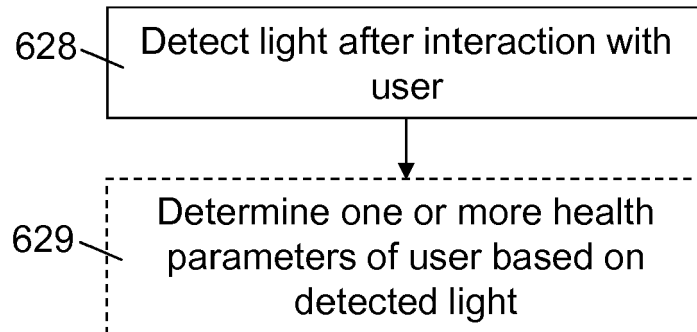 628
Detect light after interaction with
user
629
Determine one or more health
parameters of user based on
detected light